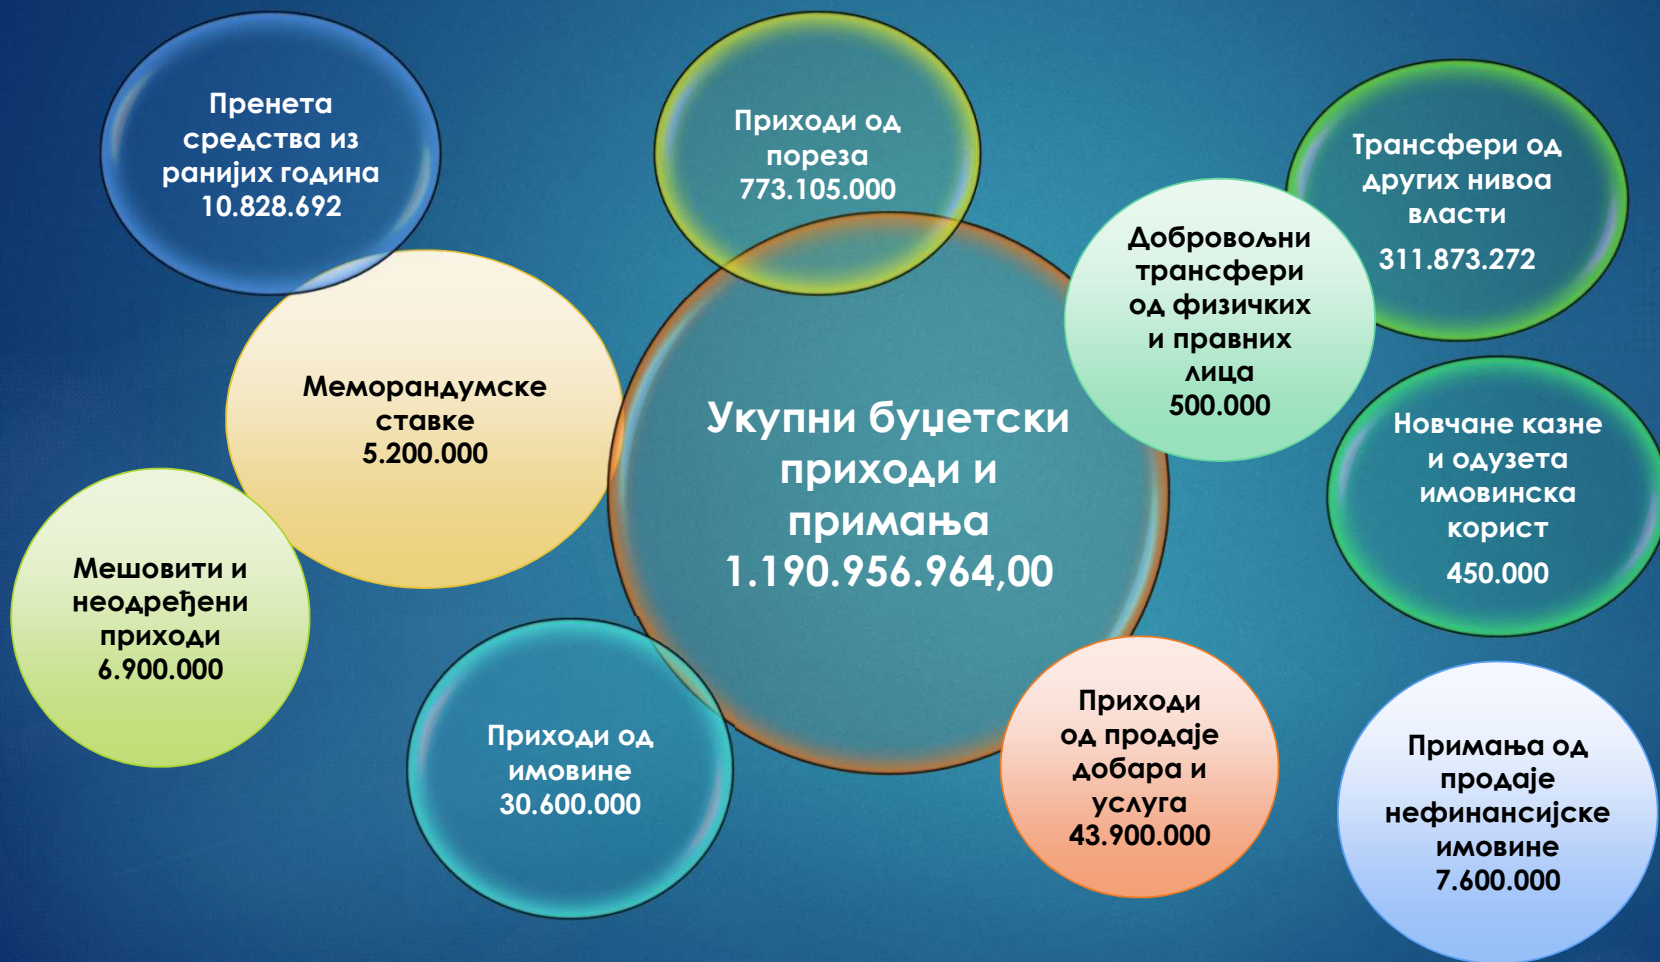 Пренета
средства из
ранијих година
10.828.692
Приходи од
пореза
773.105.000
Трансфери од
других нивоа
власти
311.873.272
Добровољни
трансфери
од физичких
и правних
лица
500.000
Меморандумске
ставке
5.200.000
Укупни буџетски
приходи и
примања
1.190.956.964,00
Новчане казне
и одузета
имовинска
корист
450.000
Мешовити и
неодређени
приходи
6.900.000
Приходи од
имовине
30.600.000
Приходи
од продаје
добара и
услуга
43.900.000
Примања од
продаје
нефинансијске
имовине
7.600.000